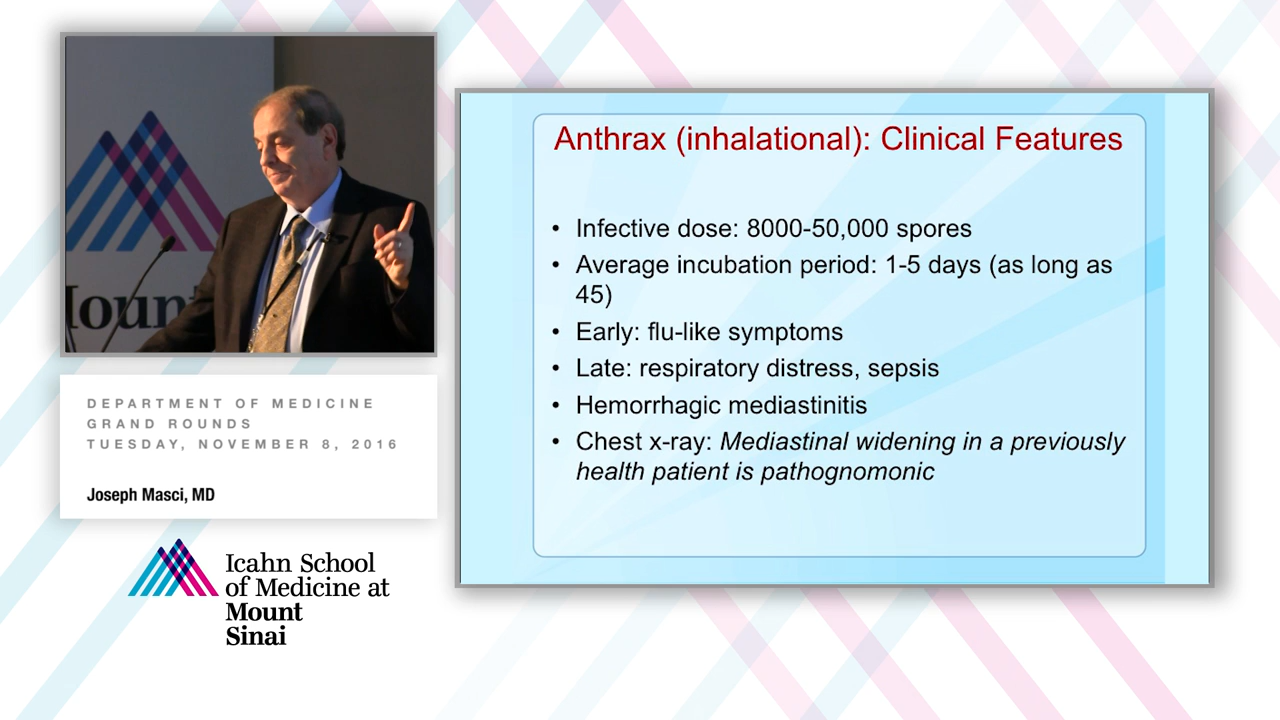 Moun
DEPARTMENT OF MEDICINE
GRAND ROUNDS
TUESDAY, NOVEMBER 8, 2016
Joseph Masci, MD
Icahn School
of Medicine at
Mount
Sinai
Anthrax (inhalational): Clinical Features
• Infective dose: 8000-50,000 spores
• Average incubation period: 1-5 days (as long as
45)
• Early: flu-like symptoms
• Late: respiratory distress, sepsis
• Hemorrhagic mediastinitis
• Chest x-ray: Mediastinal widening in a previously
health patient is pathognomonic